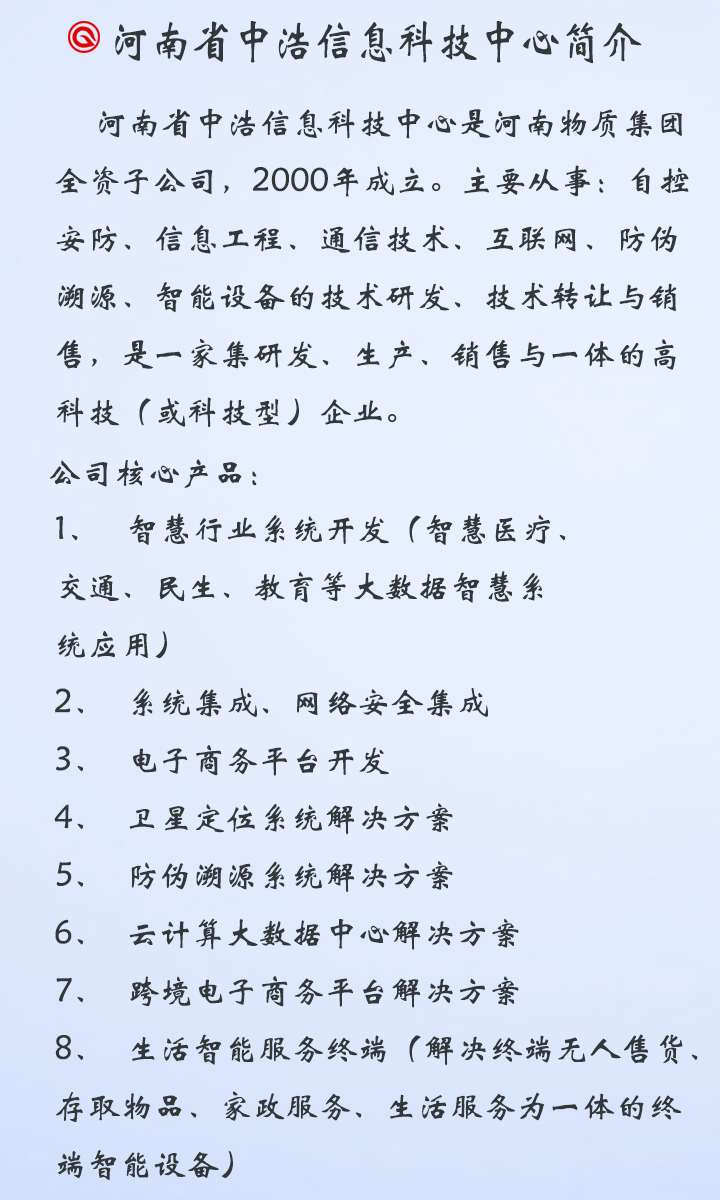 河南省中浩信息科技中心简介
河南省中浩信息科技中心是河南物质集团
全资子公司，2000年成立。主要从事：自控
安防、信息工程、通信技术、互联网、防伪
溯源、智能设备的技术研发、技术转让与销
售，是一家集研发、生产、销售与一体的高
科技（或科技型）企业。
公司核心产品：
1、 智慧行业系统开发（智慧医疗、
交通、民生、教育等大数据智慧系
统应用）
2、 系统集成、网络安全集成
3、 电子商务平台开发
4、 卫星定位系统解决方案
5、 防伪溯源系统解决方案
6、 云计算大数据中心解决方案
7、 跨境电子商务平台解决方案
8、 生活智能服务终端（解决终端无人售货、
存取物品、家政服务、生活服务为一体的终
端智能设备）